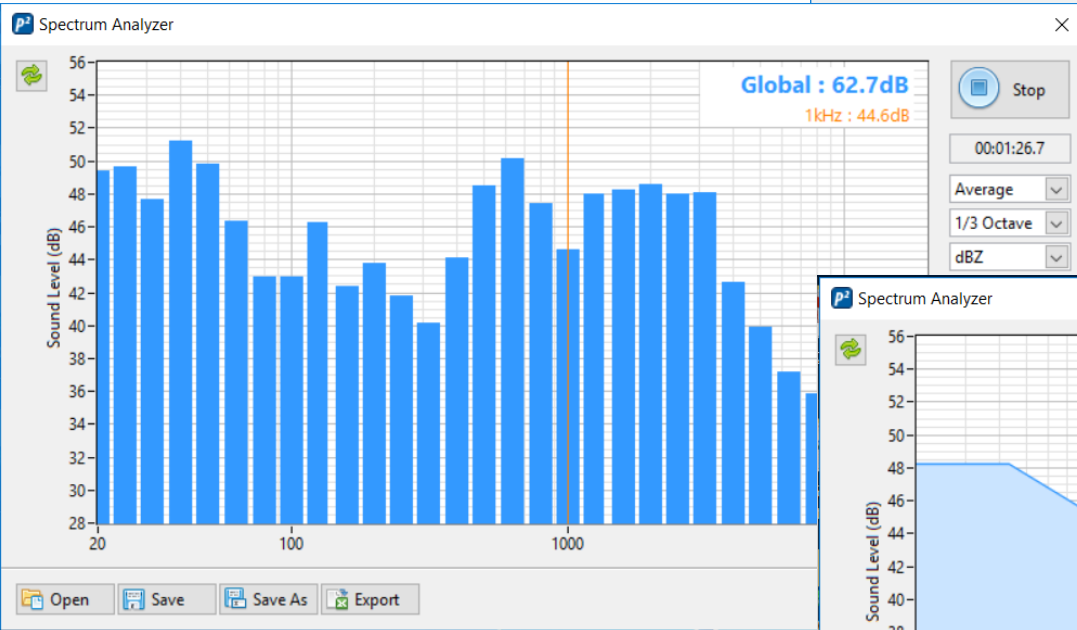 p² Spectrum Analyzer
Global : 62.7dB
1kHz : 44.6dB
Sound Level (dB)
56
54
52
50
48
46
44
42
40
38
36
34
32
30
28
20
100
1000
Stop
00:01:26.7
Average
1/3 Octave
dBZ
Open
Save
Save As
Export
p² Spectrum Analyzer
Sound Level (dB)
56
54
52
50
48
46
44
42
40